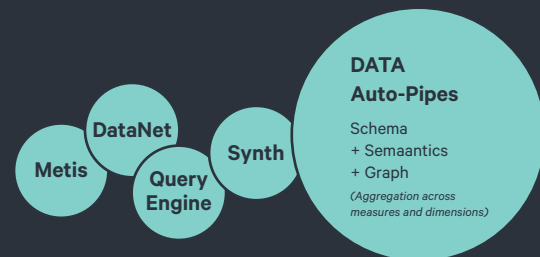 Metis
DataNet
Query
Engine
Synth
DATA
Auto-Pipes
Schema
+ Semaantics
+ Graph
(Aggregation across
measures and dimensions)